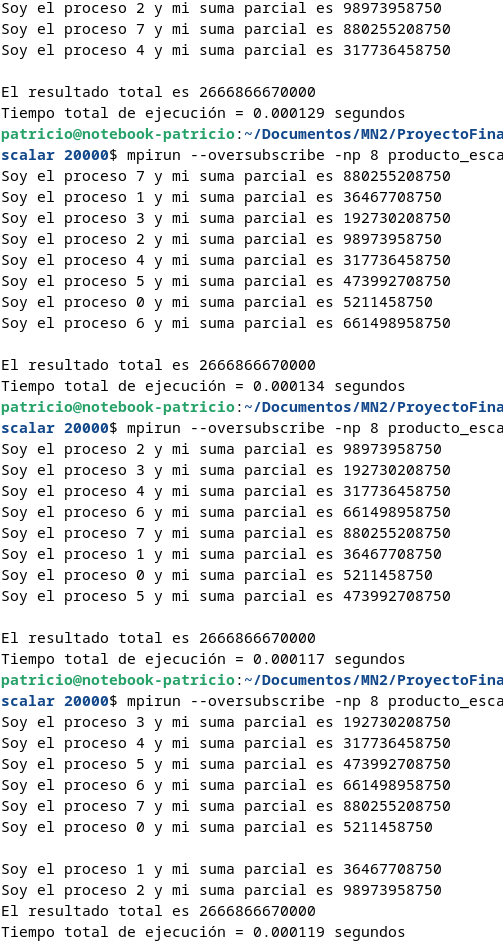 Soy el proceso 2 y mi suma parcial es 98973958750
Soy el proceso 7 y mi suma parcial es 880255208750
Soy el proceso 4 y mi suma parcial es 317736458750
El resultado total es 2666866670000
Tiempo total de ejecución = 0.000129 segundos
patricio@notebook-patricio:~/Documentos/MN2/ProyectoFina
scalar 20000$ mpirun --oversubscribe -np 8 producto_esca
Soy el proceso 7 y mi suma parcial es 880255208750
Soy el proceso 1 y mi suma parcial es 36467708750
Soy el proceso 3 y mi suma parcial es 192730208750
Soy el proceso 2 y mi suma parcial es 98973958750
Soy el proceso 4 y mi suma parcial es 317736458750
Soy el proceso 5 y mi suma parcial es 473992708750
Soy el proceso 0 y mi suma parcial es 5211458750
Soy el proceso 6 y mi suma parcial es 661498958750
El resultado total es 2666866670000
Tiempo total de ejecución = 0.000134 segundos
patricio@notebook-patricio:~/Documentos/MN2/ProyectoFina
scalar 20000$ mpirun --oversubscribe -np 8 producto_esca
Soy el proceso 2 y mi suma parcial es 98973958750
Soy el proceso 3 y mi suma parcial es 192730208750
Soy el proceso 4 y mi suma parcial es 317736458750
Soy el proceso 6 y mi suma parcial es 661498958750
Soy el proceso 7 y mi suma parcial es 880255208750
Soy el proceso 1 y mi suma parcial es 36467708750
Soy el proceso 0 y mi suma parcial es 5211458750
Soy el proceso 5 y mi suma parcial es 473992708750
El resultado total es 2666866670000
Tiempo total de ejecución = 0.000117 segundos
patricio@notebook-patricio:~/Documentos/MN2/ProyectoFina
scalar 20000$ mpirun --oversubscribe -np 8 producto_esca
Soy el proceso 3 y mi suma parcial es 192730208750
Soy el proceso 4 y mi suma parcial es 317736458750
Soy el proceso 5 y mi suma parcial es 473992708750
Soy el proceso 6 y mi suma parcial es 661498958750
Soy el proceso 7 y mi suma parcial es 880255208750
Soy el proceso 0 y mi suma parcial es 5211458750
Soy el proceso 1 y mi suma parcial es 36467708750
Soy el proceso 2 y mi suma parcial es 98973958750
El resultado total es 2666866670000
Tiempo total de ejecución = 0.000119 segundos